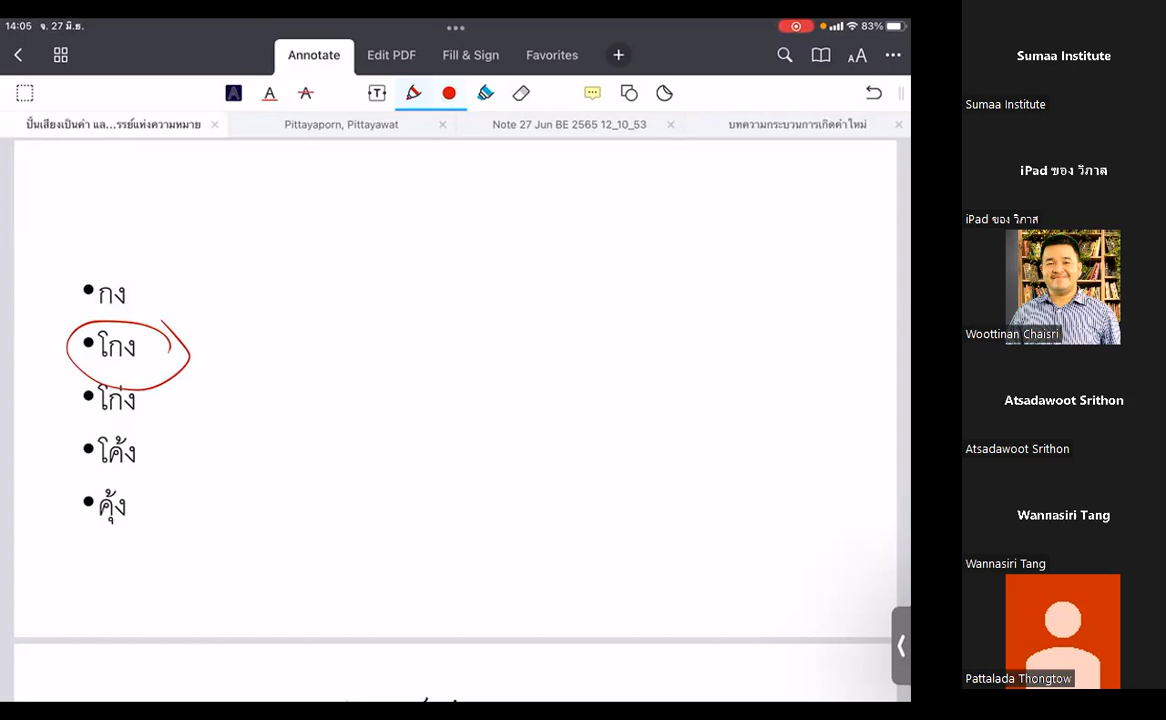 14:05 จ. 27 มิ.ย.
83%
Annotate
Edit PDF
Fill & Sign
Favorites
ปั้นเสียงเป็นคำ แล...รรย์แห่งความหมาย
Pittayaporn, Pittayawat
Note 27 Jun BE 2565 12_10_53
บทความกระบวนการเกิดคำใหม่
•กง
•โกง
•โก่ง
•โค้ง
•คุ้ง
Sumaa Institute
Sumaa Institute
iPad ของ วิภาส
iPad ของ วิภาส
Woottinan Chaisri
Atsadawoot Srithon
Atsadawoot Srithon
Wannasiri Tang
Wannasiri Tang
Pattalada Thongtow